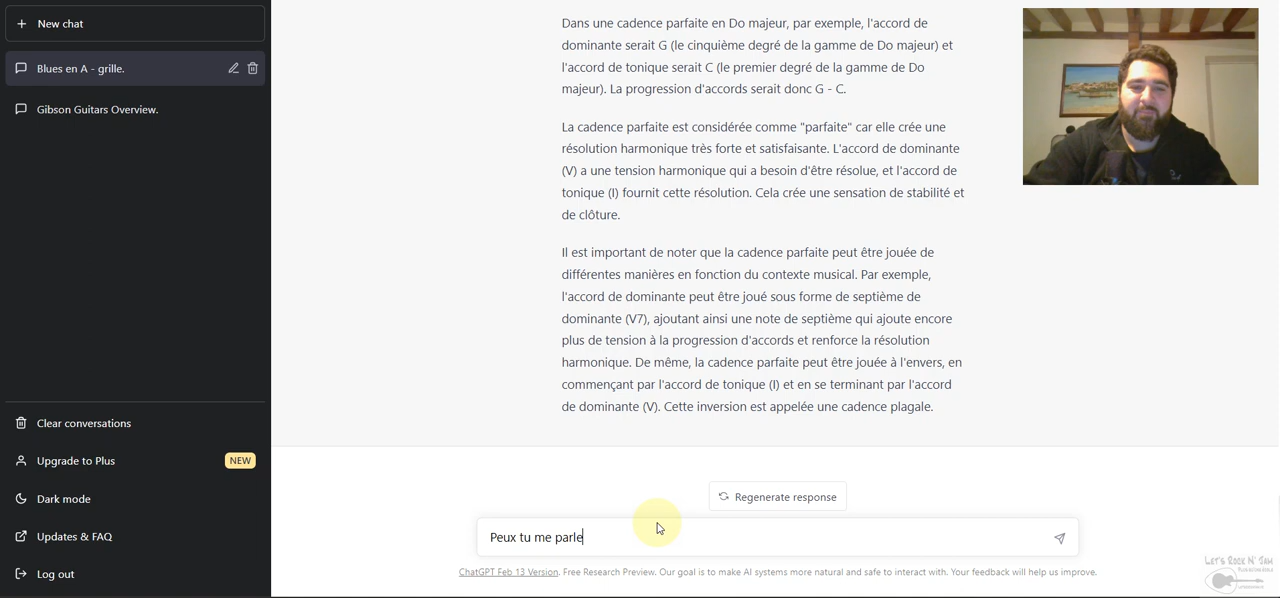 New chat
Blues en A - grille.
Gibson Guitars Overview.
Clear conversations
Upgrade to Plus NEW
Dark mode
Updates & FAQ
Log out
Dans une cadence parfaite en Do majeur, par exemple, l'accord de
dominante serait G (le cinquième degré de la gamme de Do majeur) et
l'accord de tonique serait C (le premier degré de la gamme de Do
majeur). La progression d'accords serait donc G - C.
La cadence parfaite est considérée comme "parfaite" car elle crée une
résolution harmonique très forte et satisfaisante. L'accord de dominante
(V) a une tension harmonique qui a besoin d'être résolue, et l'accord de
tonique (I) fournit cette résolution. Cela crée une sensation de stabilité et
de clôture.
Il est important de noter que la cadence parfaite peut être jouée de
différentes manières en fonction du contexte musical. Par exemple,
l'accord de dominante peut être joué sous forme de septième de
dominante (V7), ajoutant ainsi une note de septième qui ajoute encore
plus de tension à la progression d'accords et renforce la résolution
harmonique. De même, la cadence parfaite peut être jouée à l'envers, en
commençant par l'accord de tonique (I) et en se terminant par l'accord
de dominante (V). Cette inversion est appelée une cadence plagale.
Regenerate response
Peux tu me parle
ChatGPT Feb 13 Version. Free Research Preview. Our goal is to make AI systems more natural and safe to interact with. Your feedback will help us improve.
Let's Rock N' Jam